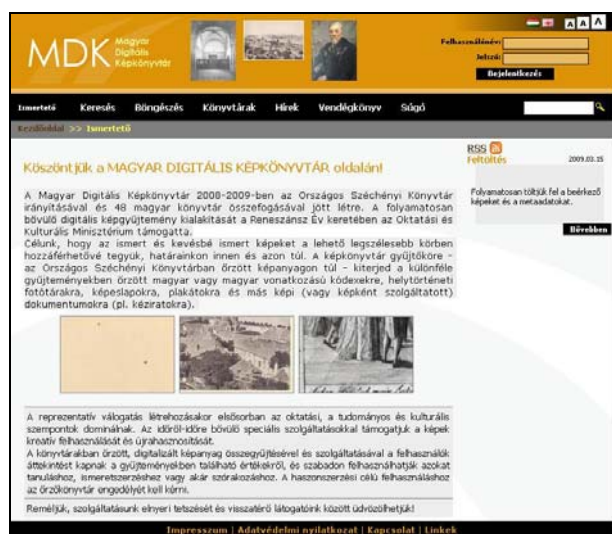 MDK Magyar
Digitális
Képkönyvtár
A A A
Felhasználónév:
Jelszó:
Bejelentkezés
Ismertető Keresés Böngészés Könyvtárak Hírek Vendégkönyv Súgó
Kezdőoldal >> Ismertető
Köszöntjük a MAGYAR DIGITÁLIS KÉPKÖNYVTÁR oldalán!
A Magyar Digitális Képkönyvtár 2008-2009-ben az Országos Széchényi Könyvtár
irányításával és 48 magyar könyvtár összefogásával jött létre. A folyamatosan
bővülő digitális képgyűjtemény kialakítását a Reneszánsz Év keretében az Oktatási és
Kulturális Minisztérium támogatta.
Célunk, hogy az ismert és kevésbé ismert képeket a lehető legszélesebb körben
hozzáférhetővé tegyük, határainkon innen és azon túl. A képkönyvtár gyűjtőköre -
az Országos Széchényi Könyvtárban őrzött képanyagon túl - kiterjed a különféle
gyűjteményekben őrzött magyar vagy magyar vonatkozású kódexekre, helytörténeti
fotótárakra, képeslapokra, plakátokra és más képi (vagy képként szolgáltatott)
dokumentumokra (pl. kéziratokra).
A reprezentatív válogatás létrehozásakor elsősorban az oktatási, a tudományos és kulturális
szempontok dominálnak. Az időről-időre bővülő speciális szolgáltatásokkal támogatjuk a képek
kreatív felhasználását és újrahasznosítását.
A könyvtárakban őrzött, digitalizált képanyag összegyűjtésével és szolgáltatásával a felhasználók
áttekintést kapnak a gyűjteményekben található értékekről, és szabadon felhasználhatják azokat
tanuláshoz, ismeretszerzéshez vagy akár szórakozáshoz. A haszonszerzési célú felhasználáshoz
az őrzőkönyvtár engedélyét kell kérni.
Reméljük, szolgáltatásunk elnyeri tetszését és visszatérő látogatóink között üdvözölhetjük!
RSS
Feltöltés 2009.03.15
Folyamatosan töltjük fel a beérkező
képeket és a metaadatokat.
Bővebben
Impresszum | Adatvédelmi nyilatkozat | Kapcsolat | Linkek